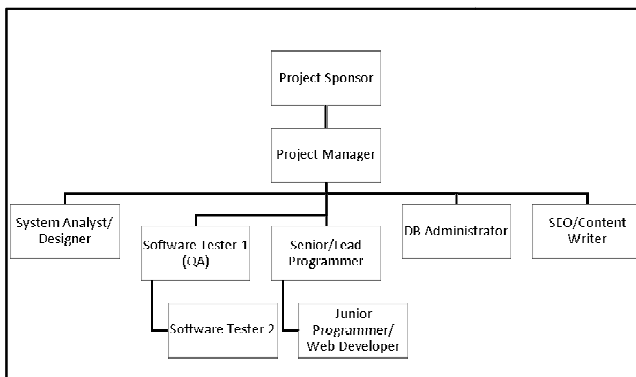 Project Sponsor
Project Manager
System Analyst/
Designer
Software Tester 1
(QA)
Senior/Lead
Programmer
DB Administrator
SEO/Content
Writer
Software Tester 2
Junior
Programmer/
Web Developer